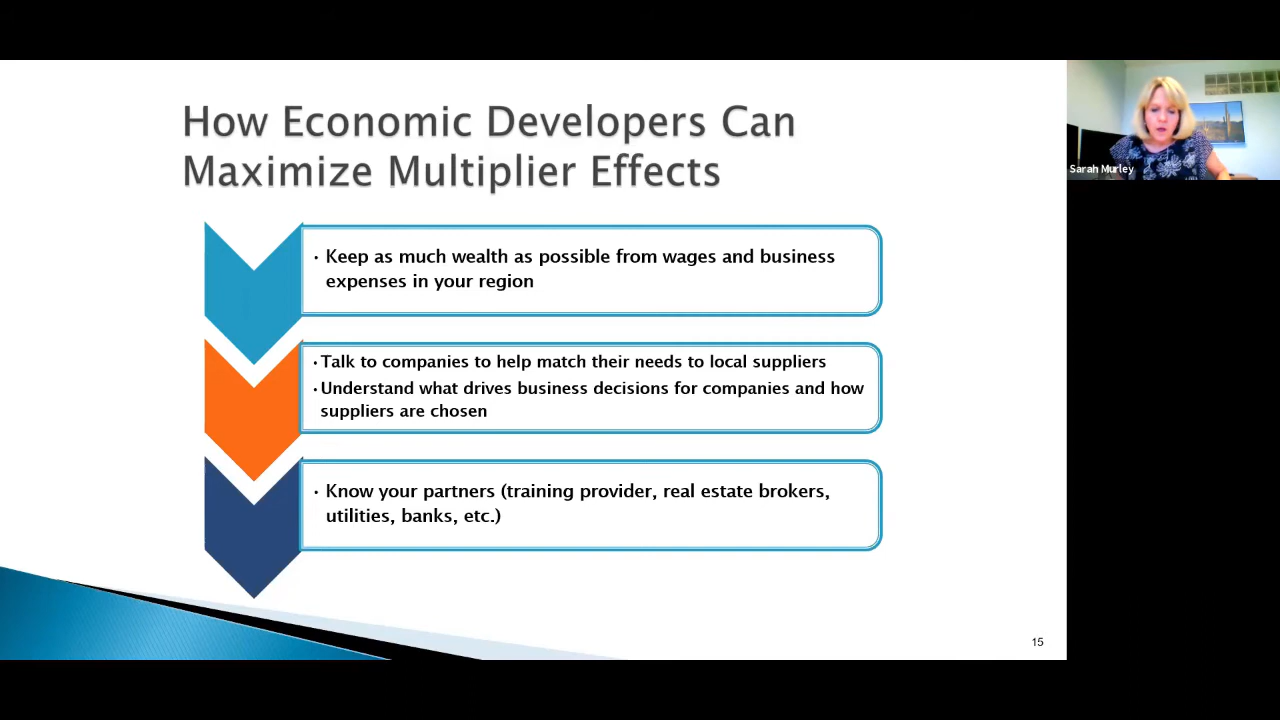 How Economic Developers Can
Maximize Multiplier Effects
• Keep as much wealth as possible from wages and business
expenses in your region
• Talk to companies to help match their needs to local suppliers
• Understand what drives business decisions for companies and how
suppliers are chosen
• Know your partners (training provider, real estate brokers,
utilities, banks, etc.)
15
Sarah Murley